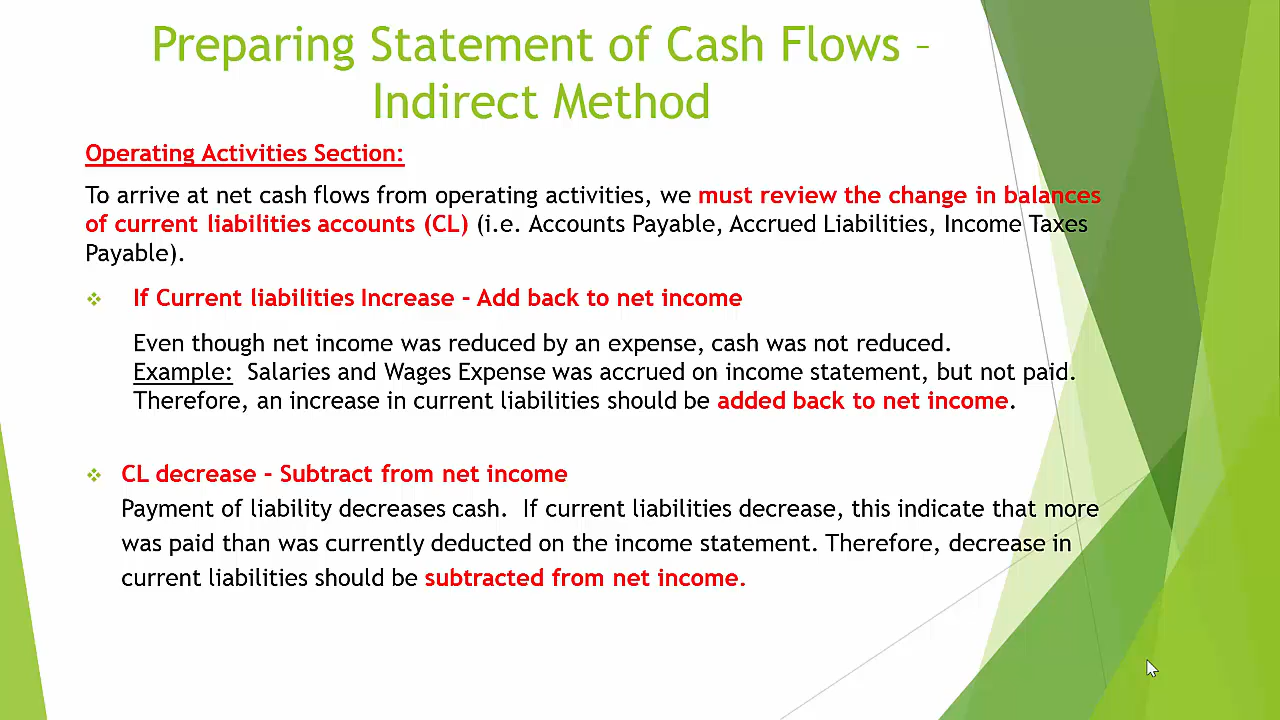 Preparing Statement of Cash Flows –
Indirect Method
Operating Activities Section:
To arrive at net cash flows from operating activities, we must review the change in balances
of current liabilities accounts (CL) (i.e. Accounts Payable, Accrued Liabilities, Income Taxes
Payable).
If Current liabilities Increase - Add back to net income
Even though net income was reduced by an expense, cash was not reduced.
Example: Salaries and Wages Expense was accrued on income statement, but not paid.
Therefore, an increase in current liabilities should be added back to net income.
CL decrease - Subtract from net income
Payment of liability decreases cash. If current liabilities decrease, this indicate that more
was paid than was currently deducted on the income statement. Therefore, decrease in
current liabilities should be subtracted from net income.